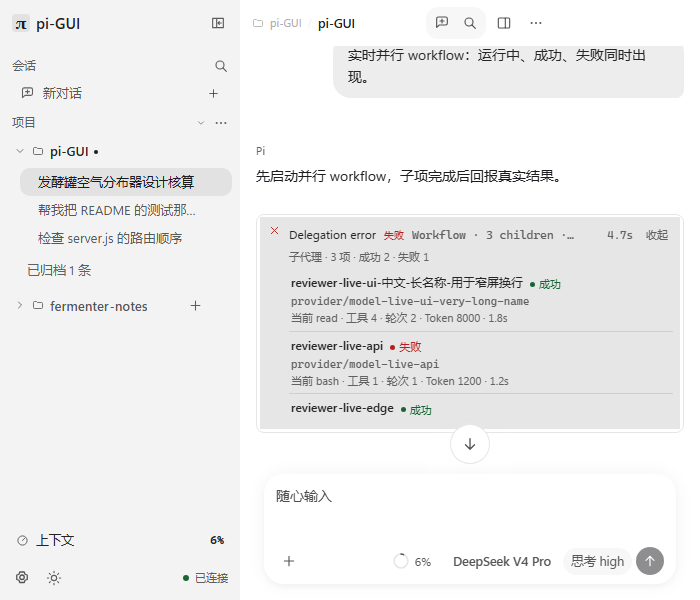 π pi-GUI
会话
新对话
项目
pi-GUI
发酵罐空气分布器设计核算
帮我把 README 的测试那...
检查 server.js 的路由顺序
已归档 1 条
fermenter-notes
上下文 6%
已连接
pi-GUI / pi-GUI
实时并行 workflow：运行中、成功、失败同时出
现。
Pi
先启动并行 workflow，子项完成后回报真实结果。
Delegation error 失败 Workflow · 3 children ·… 4.7s 收起
子代理 · 3 项 · 成功 2 · 失败 1
reviewer-live-ui-中文-长名称-用于窄屏换行 成功
provider/model-live-ui-very-long-name
当前 read · 工具 4 · 轮次 2 · Token 8000 · 1.8s
reviewer-live-api 失败
provider/model-live-api
当前 bash · 工具 1 · 轮次 1 · Token 1200 · 1.2s
reviewer-live-edge 成功
随心输入
6% DeepSeek V4 Pro 思考 high